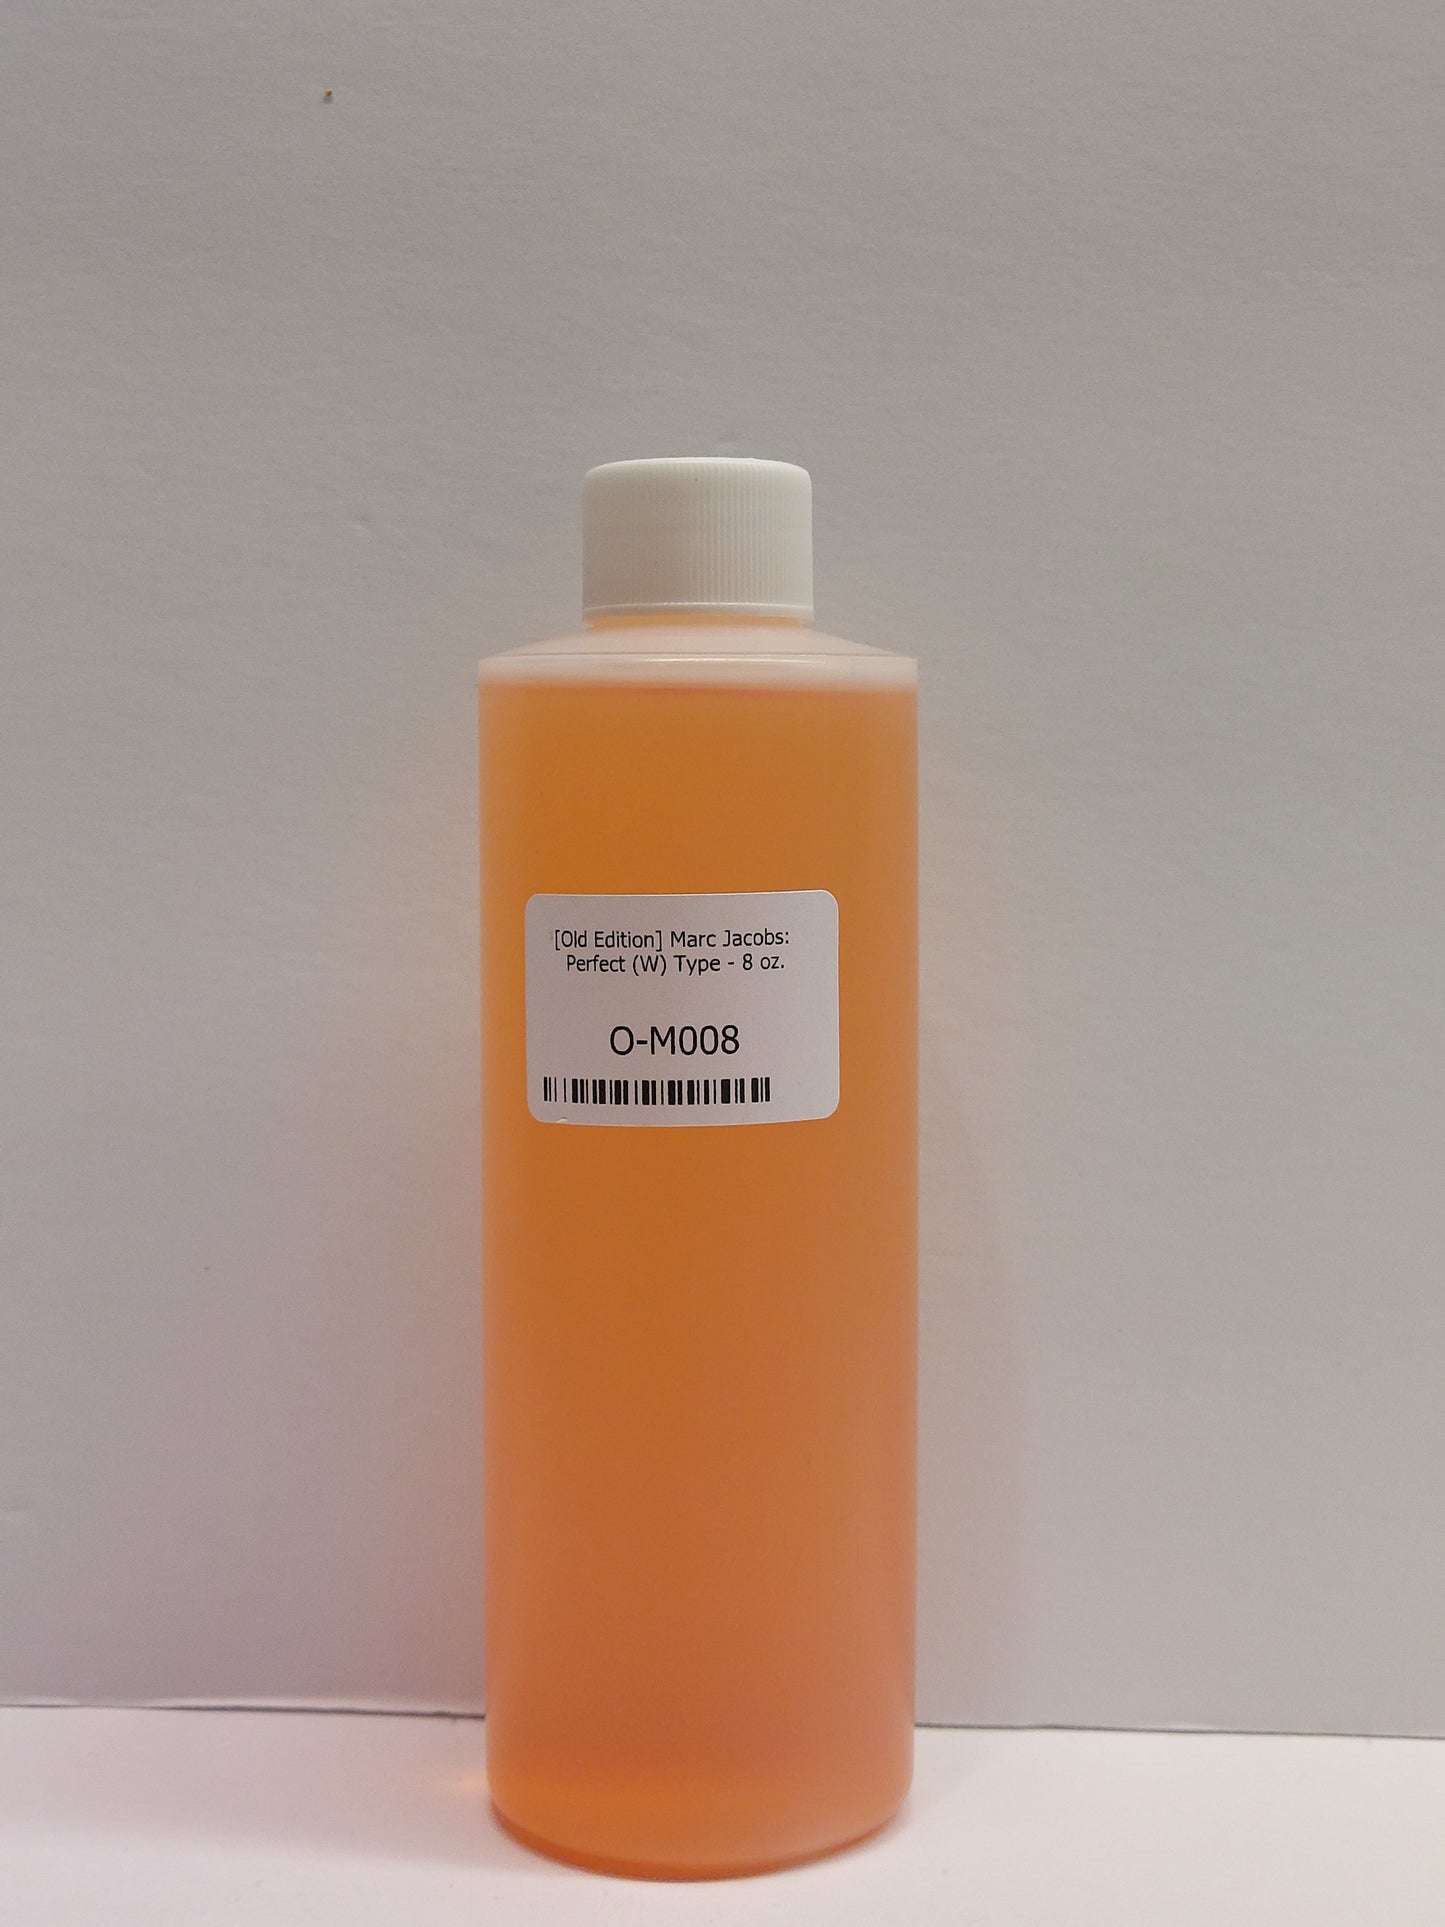 [Old Edition] Marc Jacobs:
Perfect (W) Type - 8 oz.
O-M008